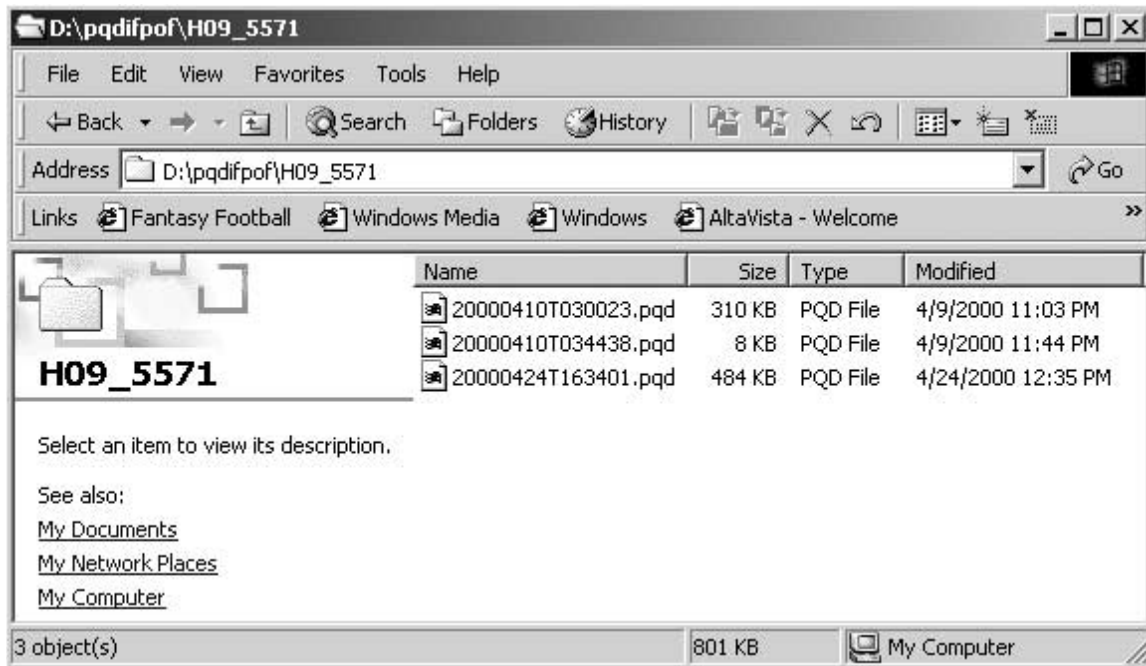 D:\pqdifpof\H09_5571
File Edit View Favorites Tools Help
Back Search Folders History
Address D:\pqdifpof\H09_5571 Go
Links Fantasy Football Windows Media Windows AltaVista - Welcome »
Name Size Type Modified
20000410T030023.pqd 310 KB PQD File 4/9/2000 11:03 PM
20000410T034438.pqd 8 KB PQD File 4/9/2000 11:44 PM
20000424T163401.pqd 484 KB PQD File 4/24/2000 12:35 PM
H09_5571
Select an item to view its description.
See also:
My Documents
My Network Places
My Computer
3 object(s) 801 KB My Computer